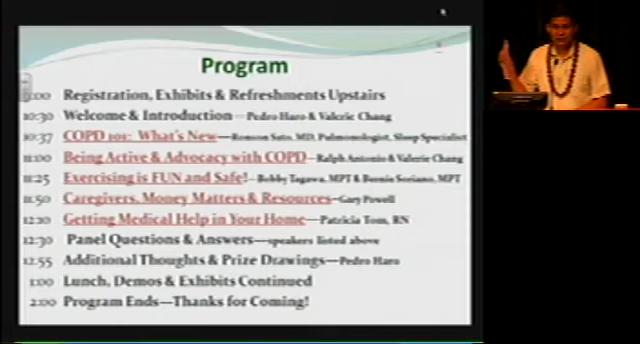 Program
Registration, Exhibits & Refreshments Upstairs
10:30 Welcome & Introduction—Pedro Haro & Valerie Chang
10:37 COPD 101: What's New—Ronson Sato, MD, Pulmonologist, Sleep Specialist
11:00 Being Active & Advocacy with COPD—Ralph Antonio & Valerie Chang
11:25 Exercising is FUN and Safe!—Bobby Tagawa, MPT & Bernie Soriano, MPT
11:50 Caregivers, Money Matters & Resources—Gary Powell
12:10 Getting Medical Help in Your Home—Patricia Tom, RN
12:30 Panel Questions & Answers—speakers listed above
12:55 Additional Thoughts & Prize Drawings—Pedro Haro
1:00 Lunch, Demos & Exhibits Continued
2:00 Program Ends—Thanks for Coming!